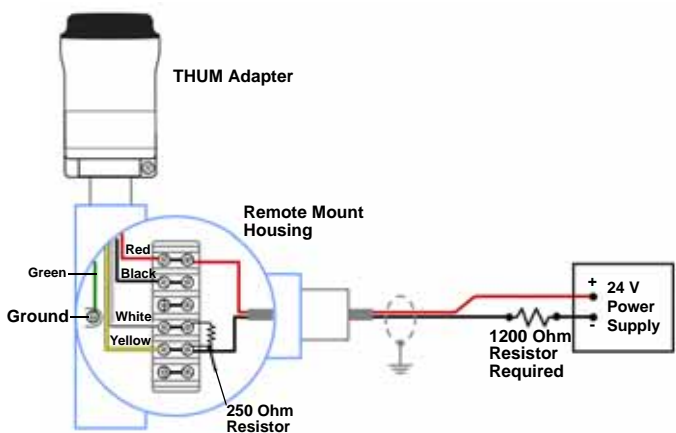 THUM Adapter
Remote Mount
Housing
Red
Green
Black
Ground
White
Yellow
250 Ohm
Resistor
+
24 V
Power
Supply
-
1200 Ohm
Resistor
Required